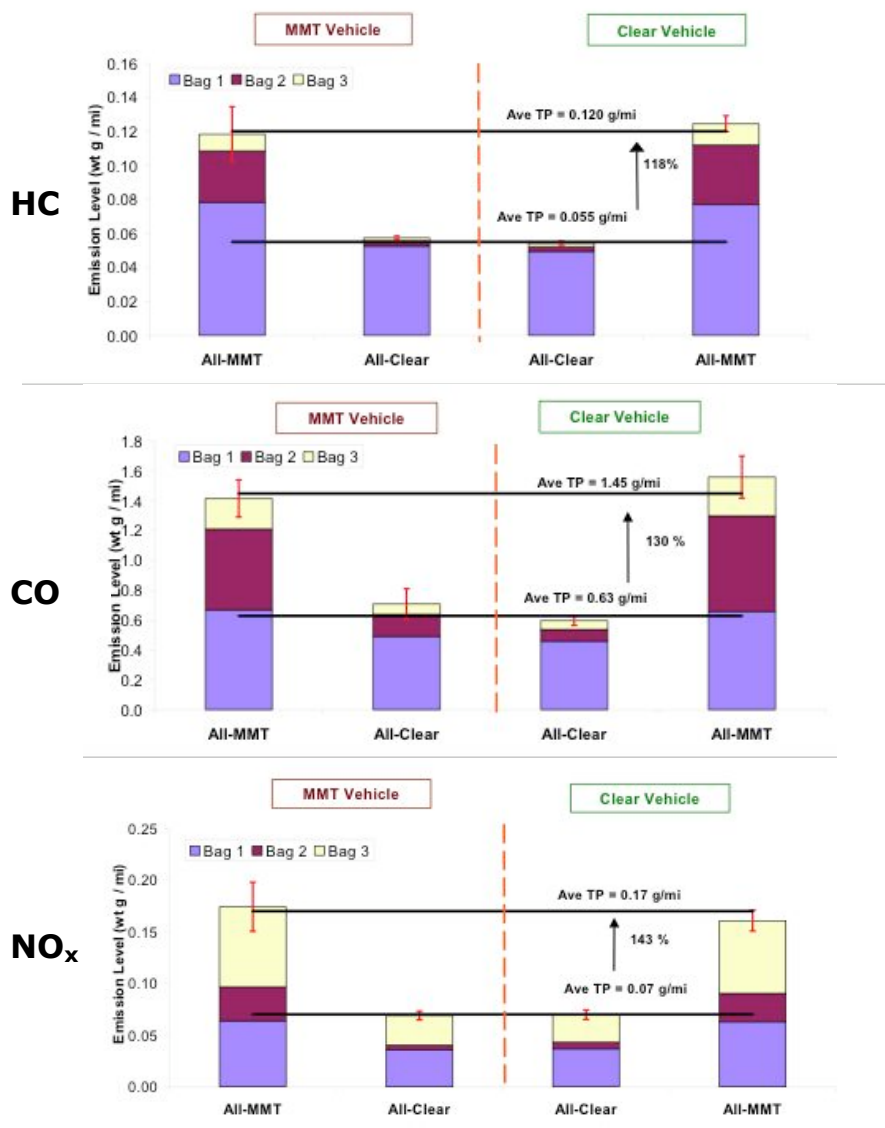 MMT Vehicle Clear Vehicle
HC
Emission Level (wt g / mi)
0.16
0.14
0.12
0.10
0.08
0.06
0.04
0.02
0.00
Bag 1 Bag 2 Bag 3
Ave TP = 0.120 g/mi
118%
Ave TP = 0.055 g/mi
All-MMT All-Clear All-Clear All-MMT
MMT Vehicle Clear Vehicle
CO
Emission Level (wt g / mi)
1.8
1.6
1.4
1.2
1.0
0.8
0.6
0.4
0.2
0.0
Bag 1 Bag 2 Bag 3
Ave TP = 1.45 g/mi
130 %
Ave TP = 0.63 g/mi
All-MMT All-Clear All-Clear All-MMT
MMT Vehicle Clear Vehicle
NOₓ
Emission Level (wt g / mi)
0.25
0.20
0.15
0.10
0.05
0.00
Bag 1 Bag 2 Bag 3
Ave TP = 0.17 g/mi
143 %
Ave TP = 0.07 g/mi
All-MMT All-Clear All-Clear All-MMT